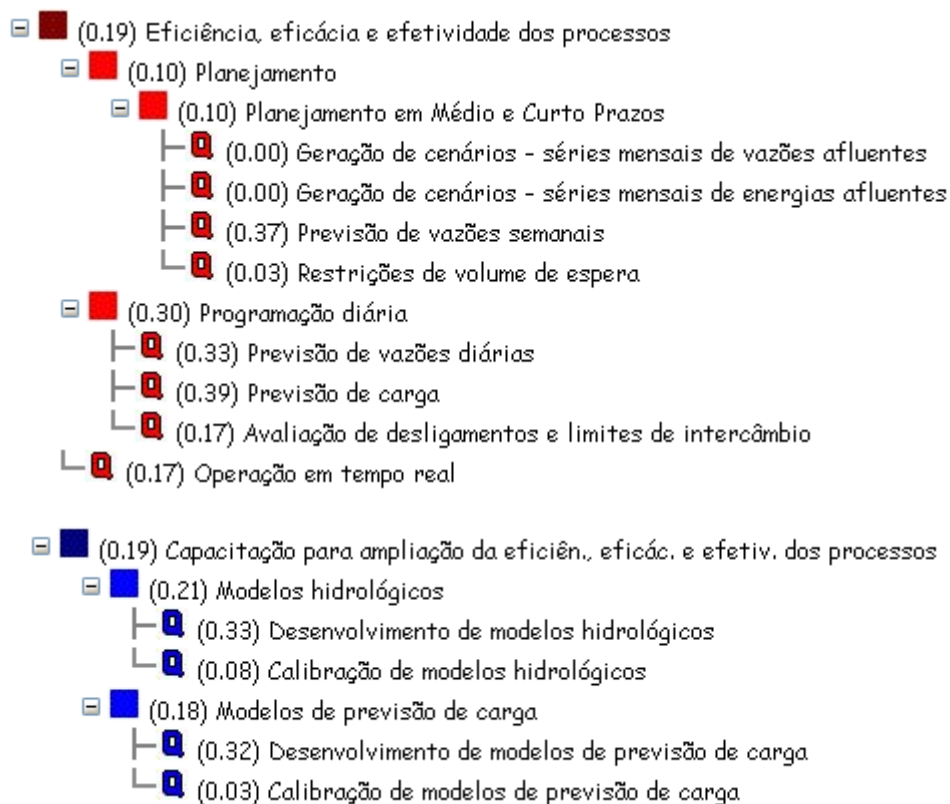 (0.19) Eficiência, eficácia e efetividade dos processos
(0.10) Planejamento
(0.10) Planejamento em Médio e Curto Prazos
Q (0.00) Geração de cenários - séries mensais de vazões afluentes
Q (0.00) Geração de cenários - séries mensais de energias afluentes
Q (0.37) Previsão de vazões semanais
Q (0.03) Restrições de volume de espera
(0.30) Programação diária
Q (0.33) Previsão de vazões diárias
Q (0.39) Previsão de carga
Q (0.17) Avaliação de desligamentos e limites de intercâmbio
Q (0.17) Operação em tempo real
(0.19) Capacitação para ampliação da eficiên., eficác. e efetiv. dos processos
(0.21) Modelos hidrológicos
Q (0.33) Desenvolvimento de modelos hidrológicos
Q (0.08) Calibração de modelos hidrológicos
(0.18) Modelos de previsão de carga
Q (0.32) Desenvolvimento de modelos de previsão de carga
Q (0.03) Calibração de modelos de previsão de carga